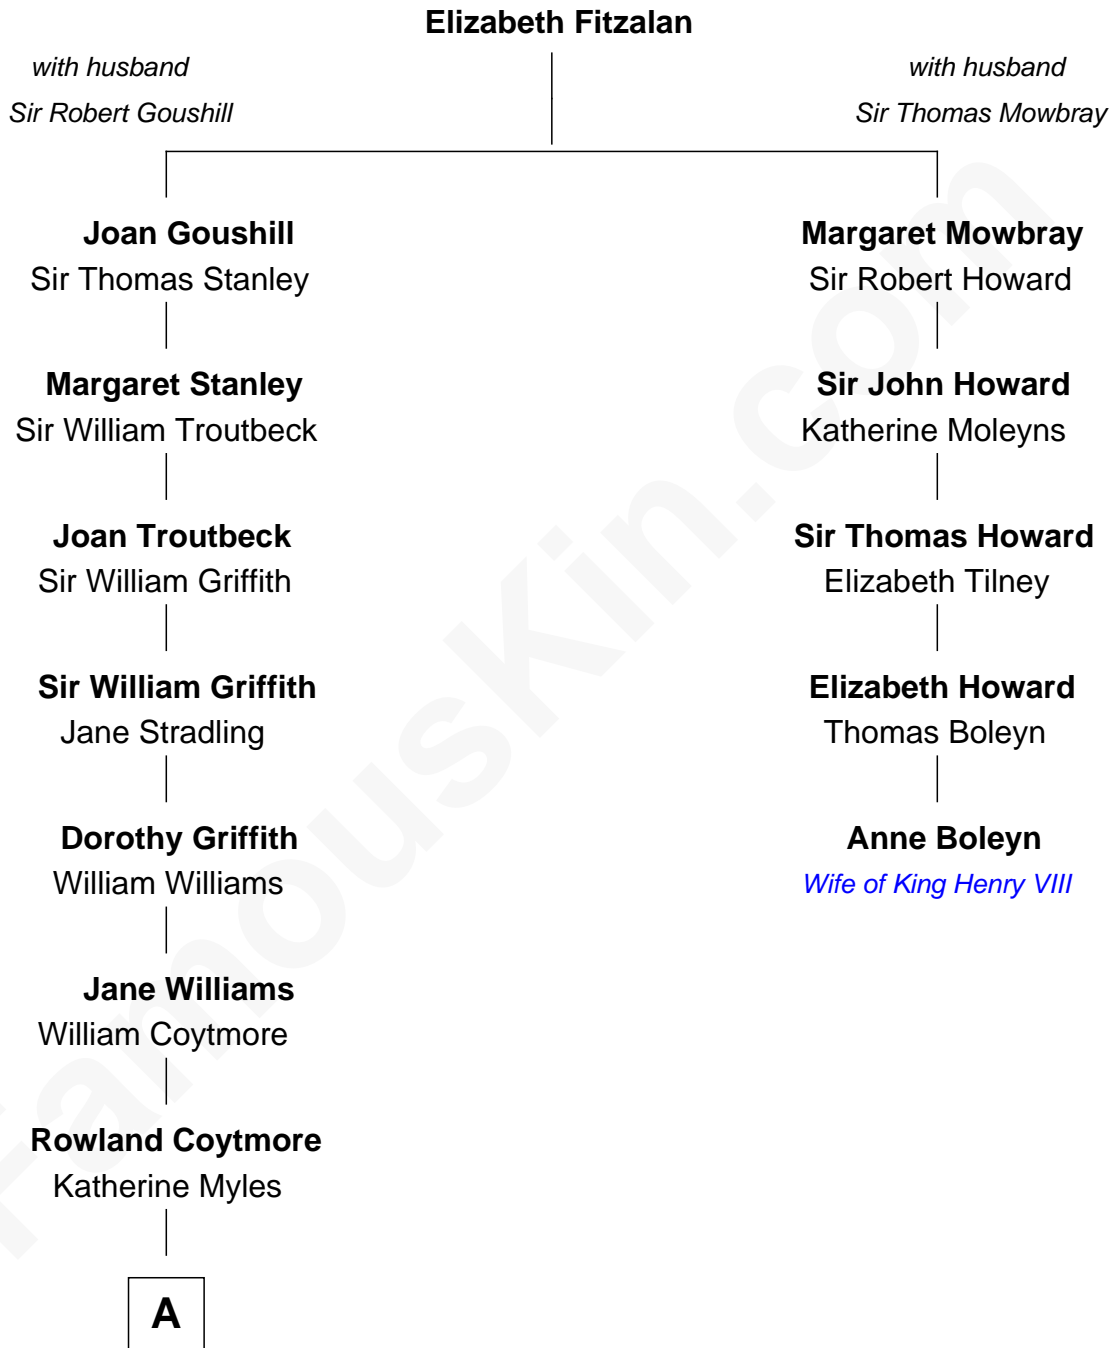 Elizabeth Fitzalan
with husband
Sir Robert Goushill
with husband
Sir Thomas Mowbray
Joan Goushill
Sir Thomas Stanley
Margaret Mowbray
Sir Robert Howard
Margaret Stanley
Sir William Troutbeck
Sir John Howard
Katherine Moleyns
Joan Troutbeck
Sir William Griffith
Sir Thomas Howard
Elizabeth Tilney
Sir William Griffith
Jane Stradling
Elizabeth Howard
Thomas Boleyn
Dorothy Griffith
William Williams
Anne Boleyn
Wife of King Henry VIII
Jane Williams
William Coytmore
Rowland Coytmore
Katherine Myles
A
FamousKin.com